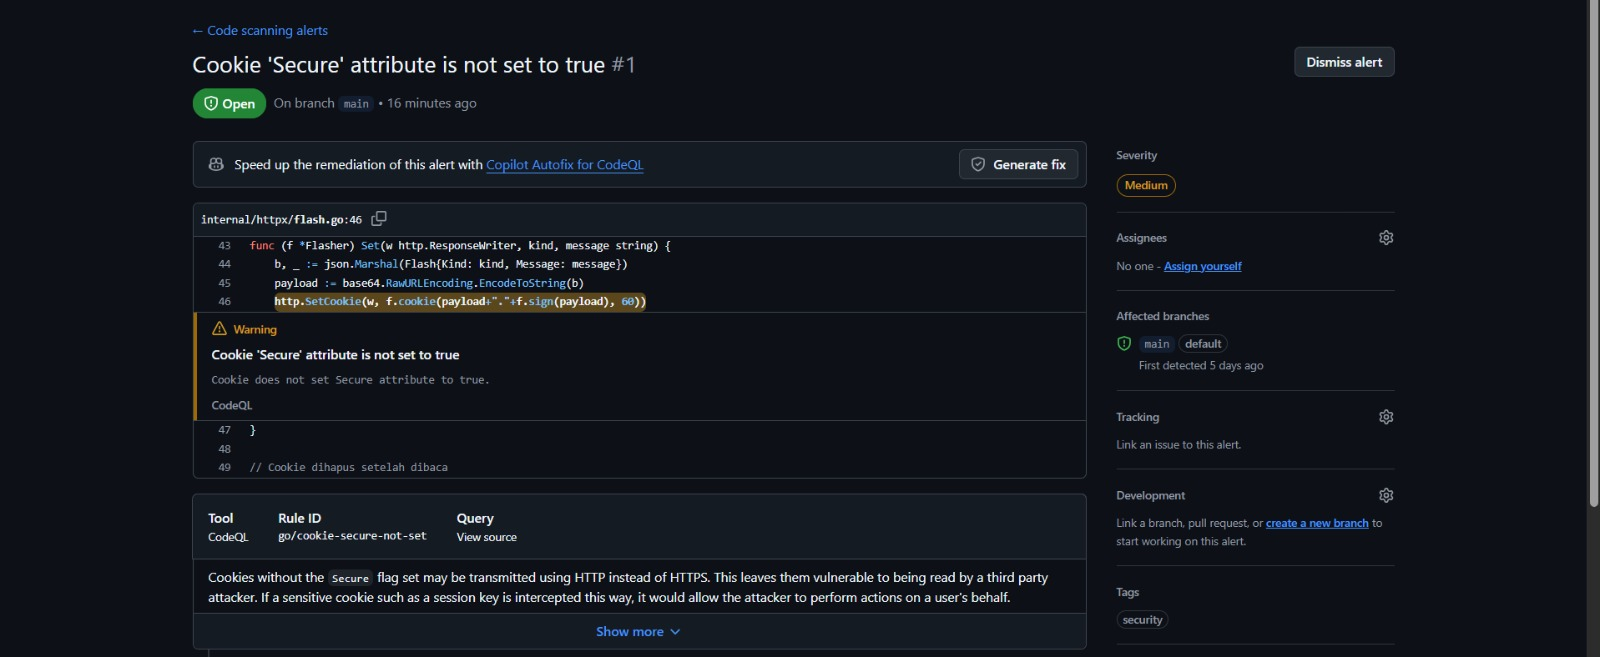 ← Code scanning alerts
Cookie 'Secure' attribute is not set to true #1
Dismiss alert
Open On branch main • 16 minutes ago
Speed up the remediation of this alert with Copilot Autofix for CodeQL
Generate fix
internal/httpx/flash.go:46
43 func (f *Flasher) Set(w http.ResponseWriter, kind, message string) {
44 b, _ := json.Marshal(Flash{Kind: kind, Message: message})
45 payload := base64.RawURLEncoding.EncodeToString(b)
46 http.SetCookie(w, f.cookie(payload+"."+f.sign(payload), 60))
Warning
Cookie 'Secure' attribute is not set to true
Cookie does not set Secure attribute to true.
CodeQL
47 }
48
49 // Cookie dihapus setelah dibaca
Tool Rule ID Query
CodeQL go/cookie-secure-not-set View source
Cookies without the Secure flag set may be transmitted using HTTP instead of HTTPS. This leaves them vulnerable to being read by a third party
attacker. If a sensitive cookie such as a session key is intercepted this way, it would allow the attacker to perform actions on a user's behalf.
Show more
Severity
Medium
Assignees
No one - Assign yourself
Affected branches
main default
First detected 5 days ago
Tracking
Link an issue to this alert.
Development
Link a branch, pull request, or create a new branch to
start working on this alert.
Tags
security